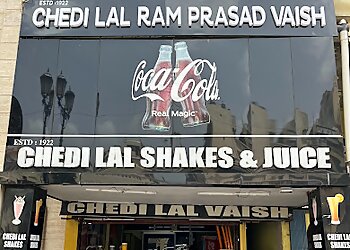 ESTD :1922
CHEDI LAL RAM PRASAD VAISH
Coca-Cola
Real Magic
ESTD : 1922
CHEDI LAL SHAKES & JUICE
CHEDI LAL VAISH
CHEDI LAL
SHAKES
CHEDI LAL